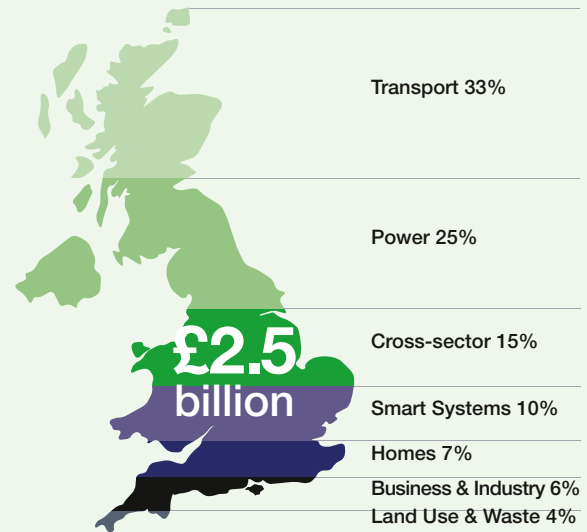 Transport 33%
Power 25%
Cross-sector 15%
£2.5
billion
Smart Systems 10%
Homes 7%
Business & Industry 6%
Land Use & Waste 4%